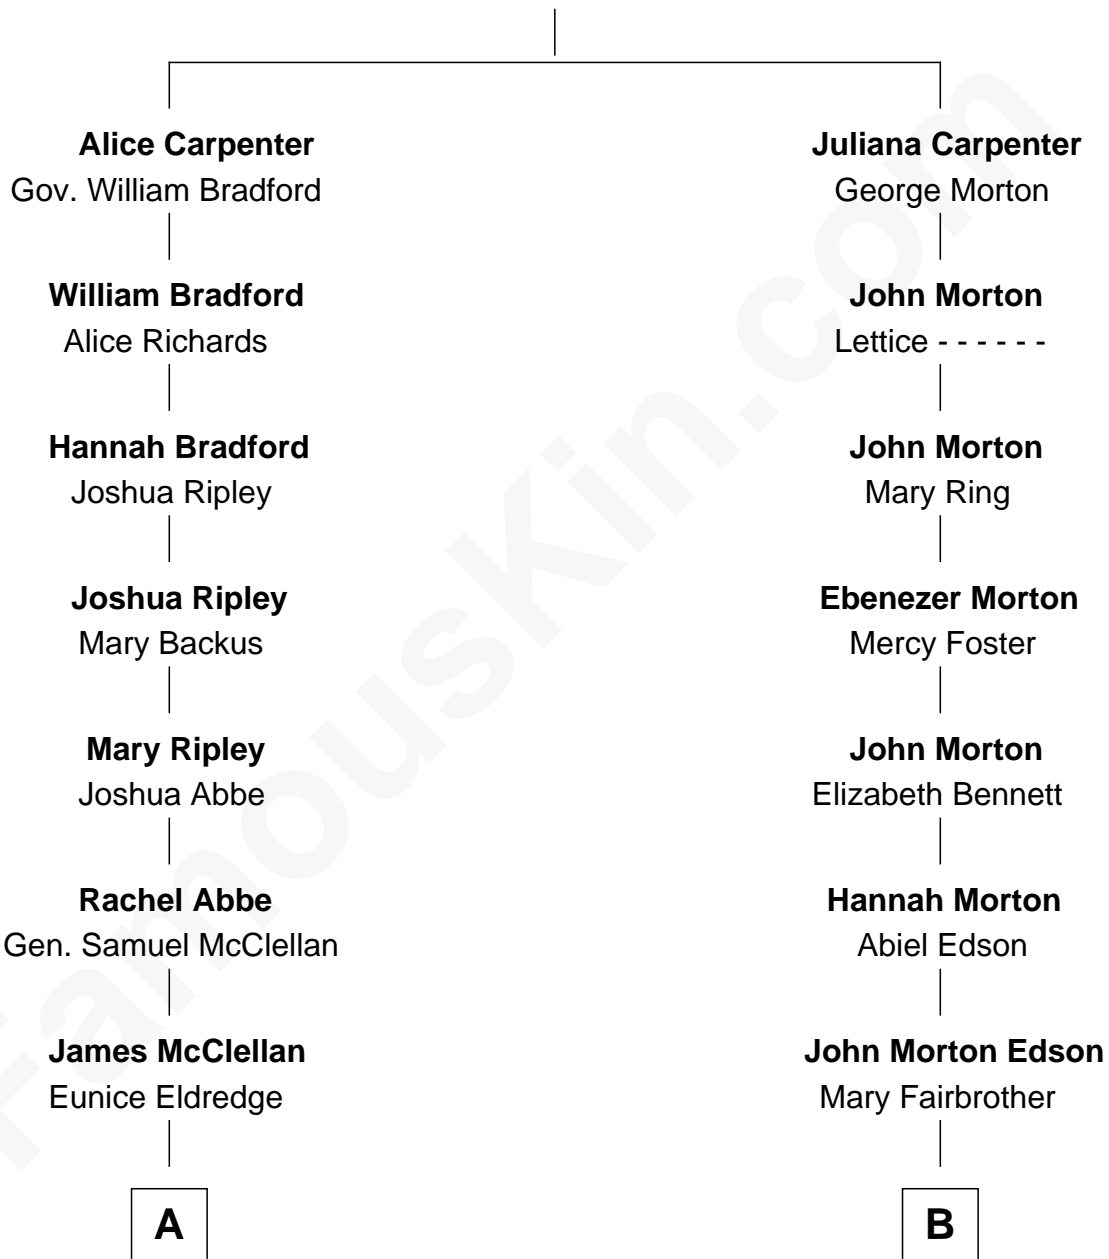 Alice Carpenter
Gov. William Bradford
William Bradford
Alice Richards
Hannah Bradford
Joshua Ripley
Joshua Ripley
Mary Backus
Mary Ripley
Joshua Abbe
Rachel Abbe
Gen. Samuel McClellan
James McClellan
Eunice Eldredge
A
Juliana Carpenter
George Morton
John Morton
Lettice - - - - - -
John Morton
Mary Ring
Ebenezer Morton
Mercy Foster
John Morton
Elizabeth Bennett
Hannah Morton
Abiel Edson
John Morton Edson
Mary Fairbrother
B
FamousKin.com